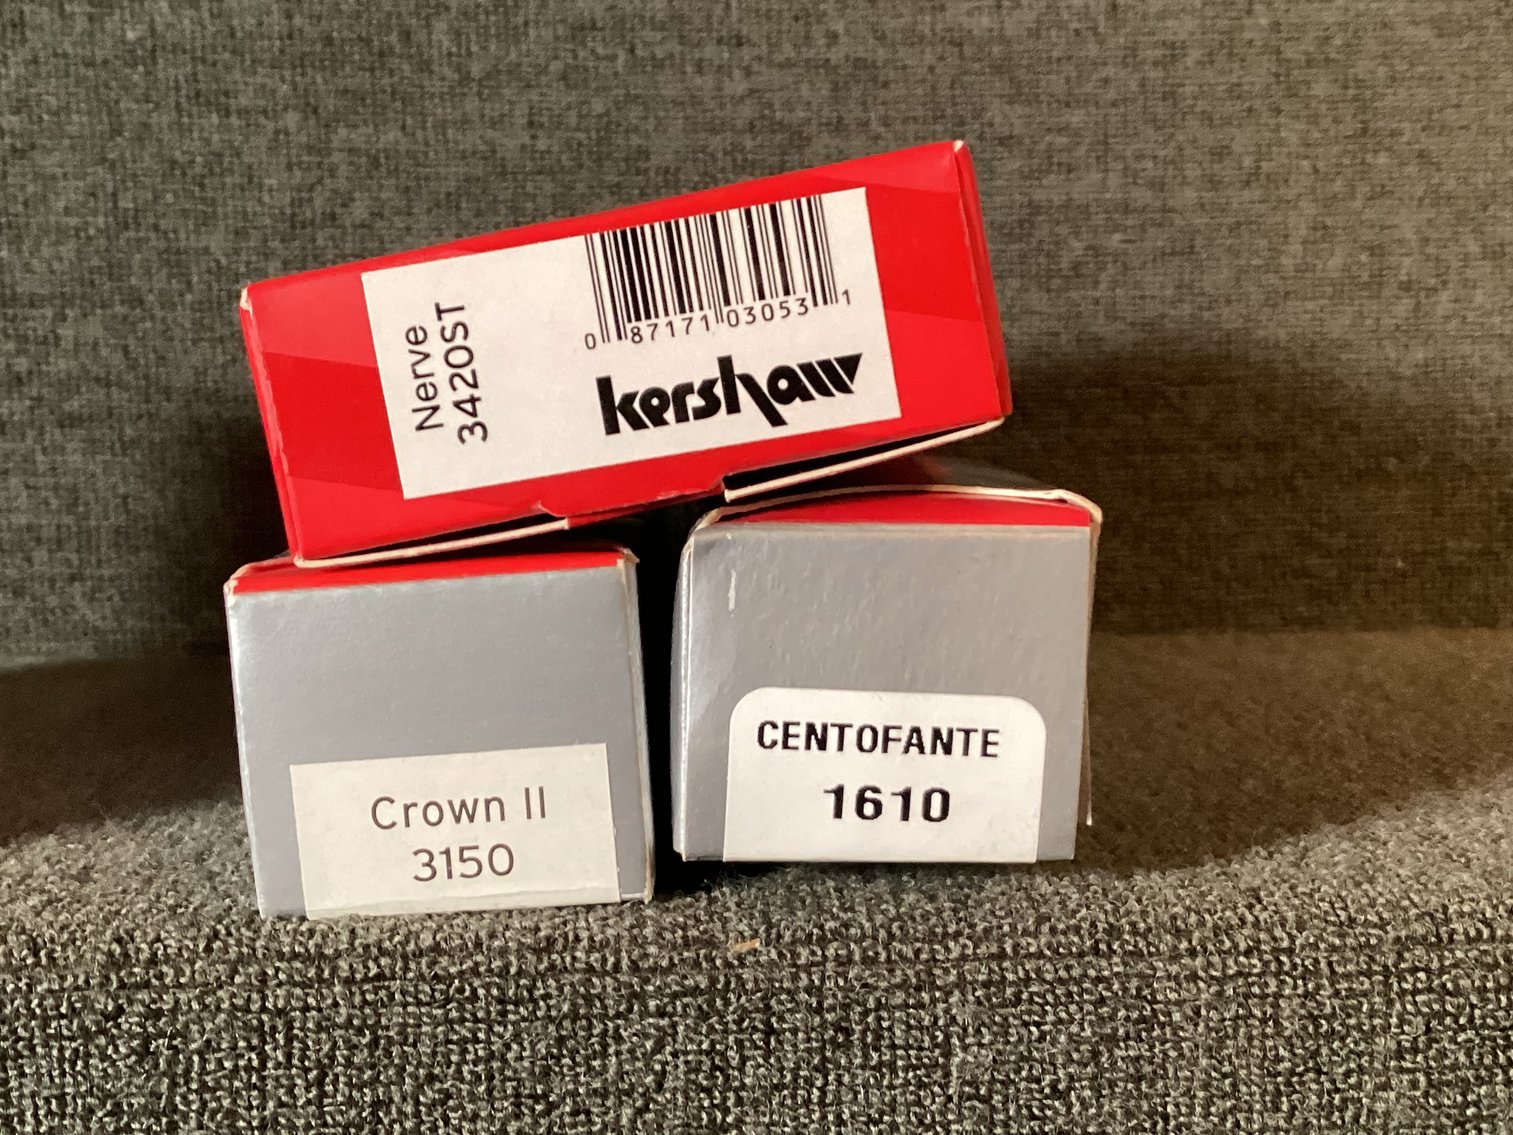 Nerve
3420ST
0 87171 03053 1
kershaw
Crown II
3150
CENTOFANTE
1610